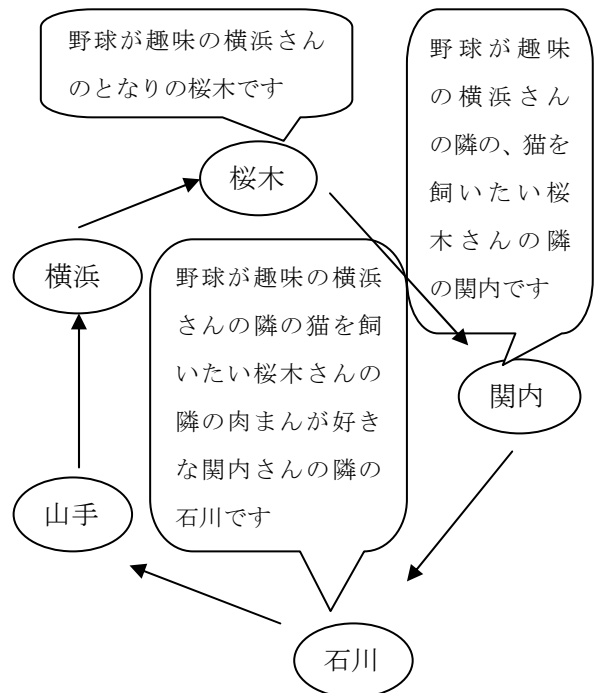 野球が趣味の横浜さん
のとなりの桜木です
野球が趣味
の横浜さん
の隣の、猫を
飼いたい桜
木さんの隣
の関内です
桜木
横浜
野球が趣味の横浜
さんの隣の猫を飼
いたい桜木さんの
隣の肉まんが好き
な関内さんの隣の
石川です
関内
山手
石川